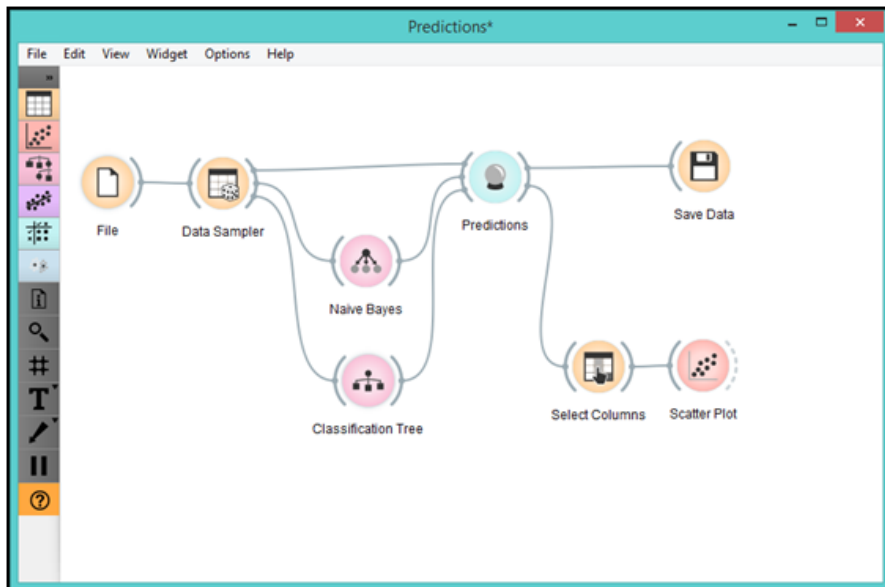 Predictions*
File Edit View Widget Options Help
File
Data Sampler
Naive Bayes
Classification Tree
Predictions
Save Data
Select Columns
Scatter Plot